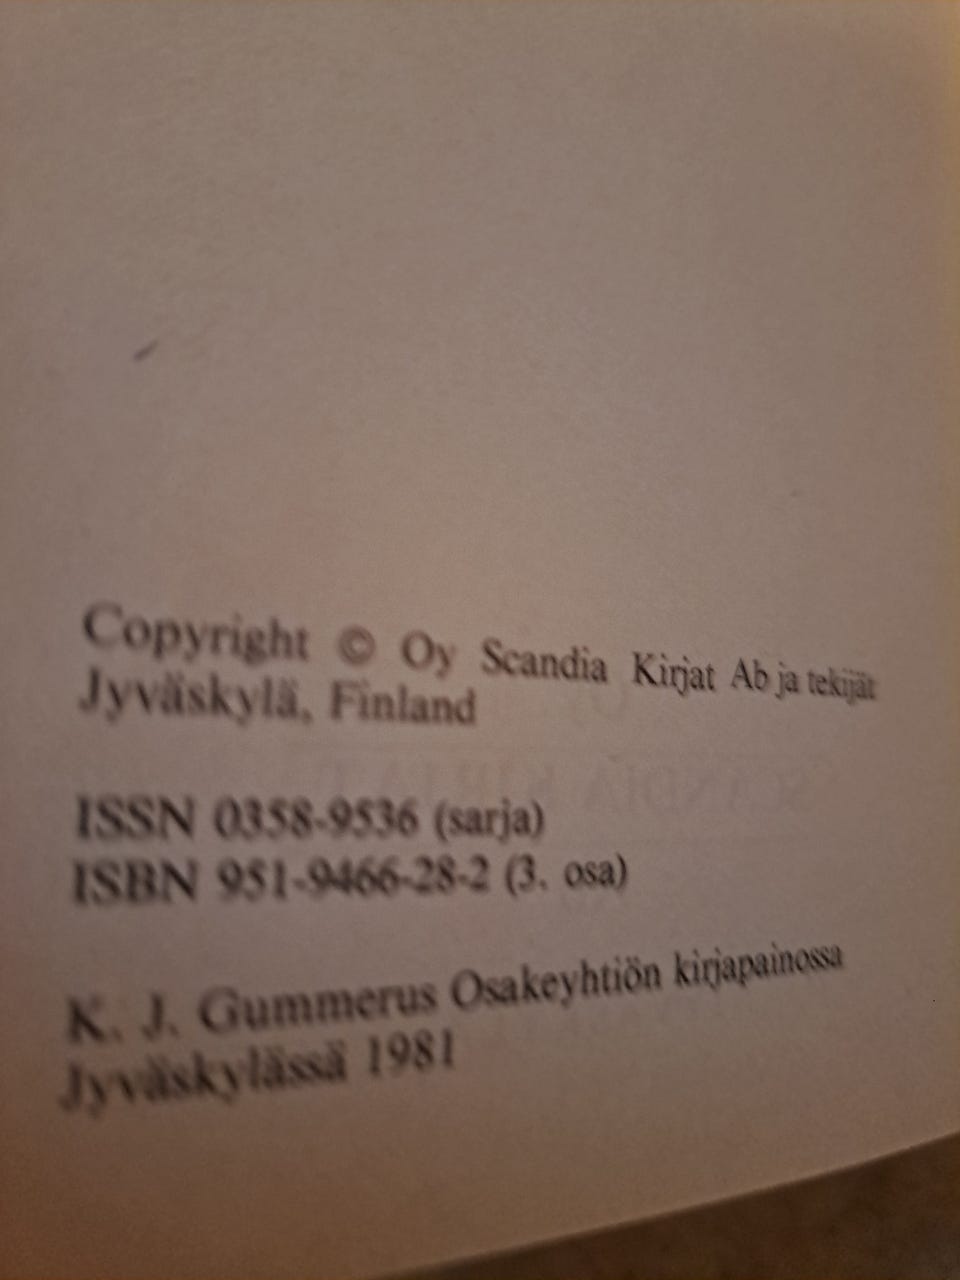 Copyright © Oy Scandia Kirjat Ab ja tekijät
Jyväskylä, Finland
ISSN 0358-9536 (sarja)
ISBN 951-9466-28-2 (3. osa)
K. J. Gummerus Osakeyhtiön kirjapainossa
Jyväskylässä 1981